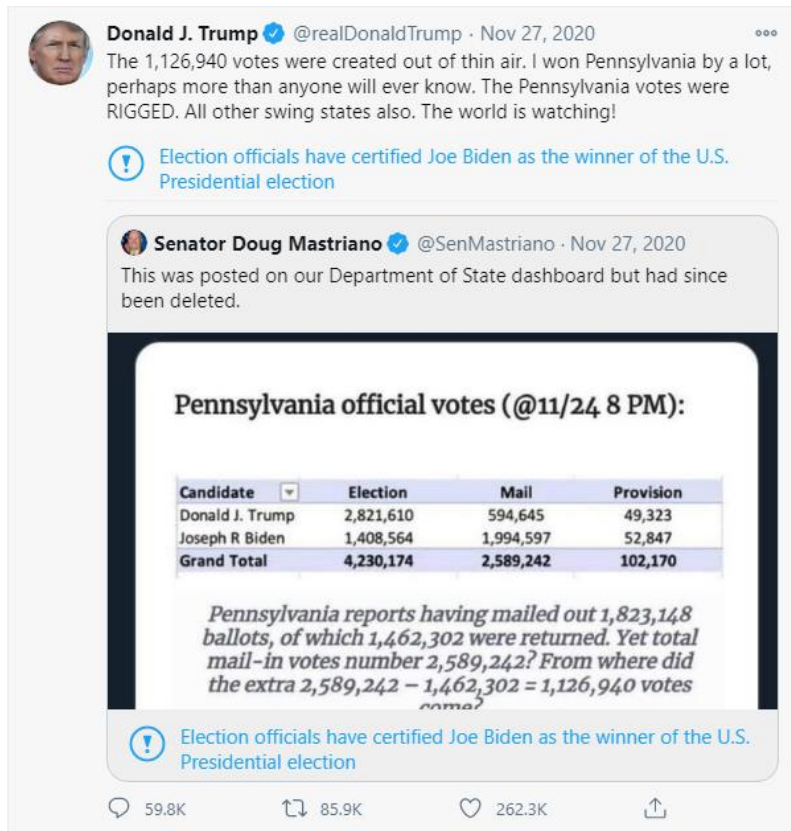 Donald J. Trump @realDonaldTrump · Nov 27, 2020
The 1,126,940 votes were created out of thin air. I won Pennsylvania by a lot,
perhaps more than anyone will ever know. The Pennsylvania votes were
RIGGED. All other swing states also. The world is watching!
Election officials have certified Joe Biden as the winner of the U.S.
Presidential election
Senator Doug Mastriano @SenMastriano · Nov 27, 2020
This was posted on our Department of State dashboard but had since
been deleted.
Pennsylvania official votes (@11/24 8 PM):
Candidate Election Mail Provision
Donald J. Trump 2,821,610 594,645 49,323
Joseph R Biden 1,408,564 1,994,597 52,847
Grand Total 4,230,174 2,589,242 102,170
Pennsylvania reports having mailed out 1,823,148
ballots, of which 1,462,302 were returned. Yet total
mail-in votes number 2,589,242? From where did
the extra 2,589,242 – 1,462,302 = 1,126,940 votes
come?
Election officials have certified Joe Biden as the winner of the U.S.
Presidential election
59.8K 85.9K 262.3K